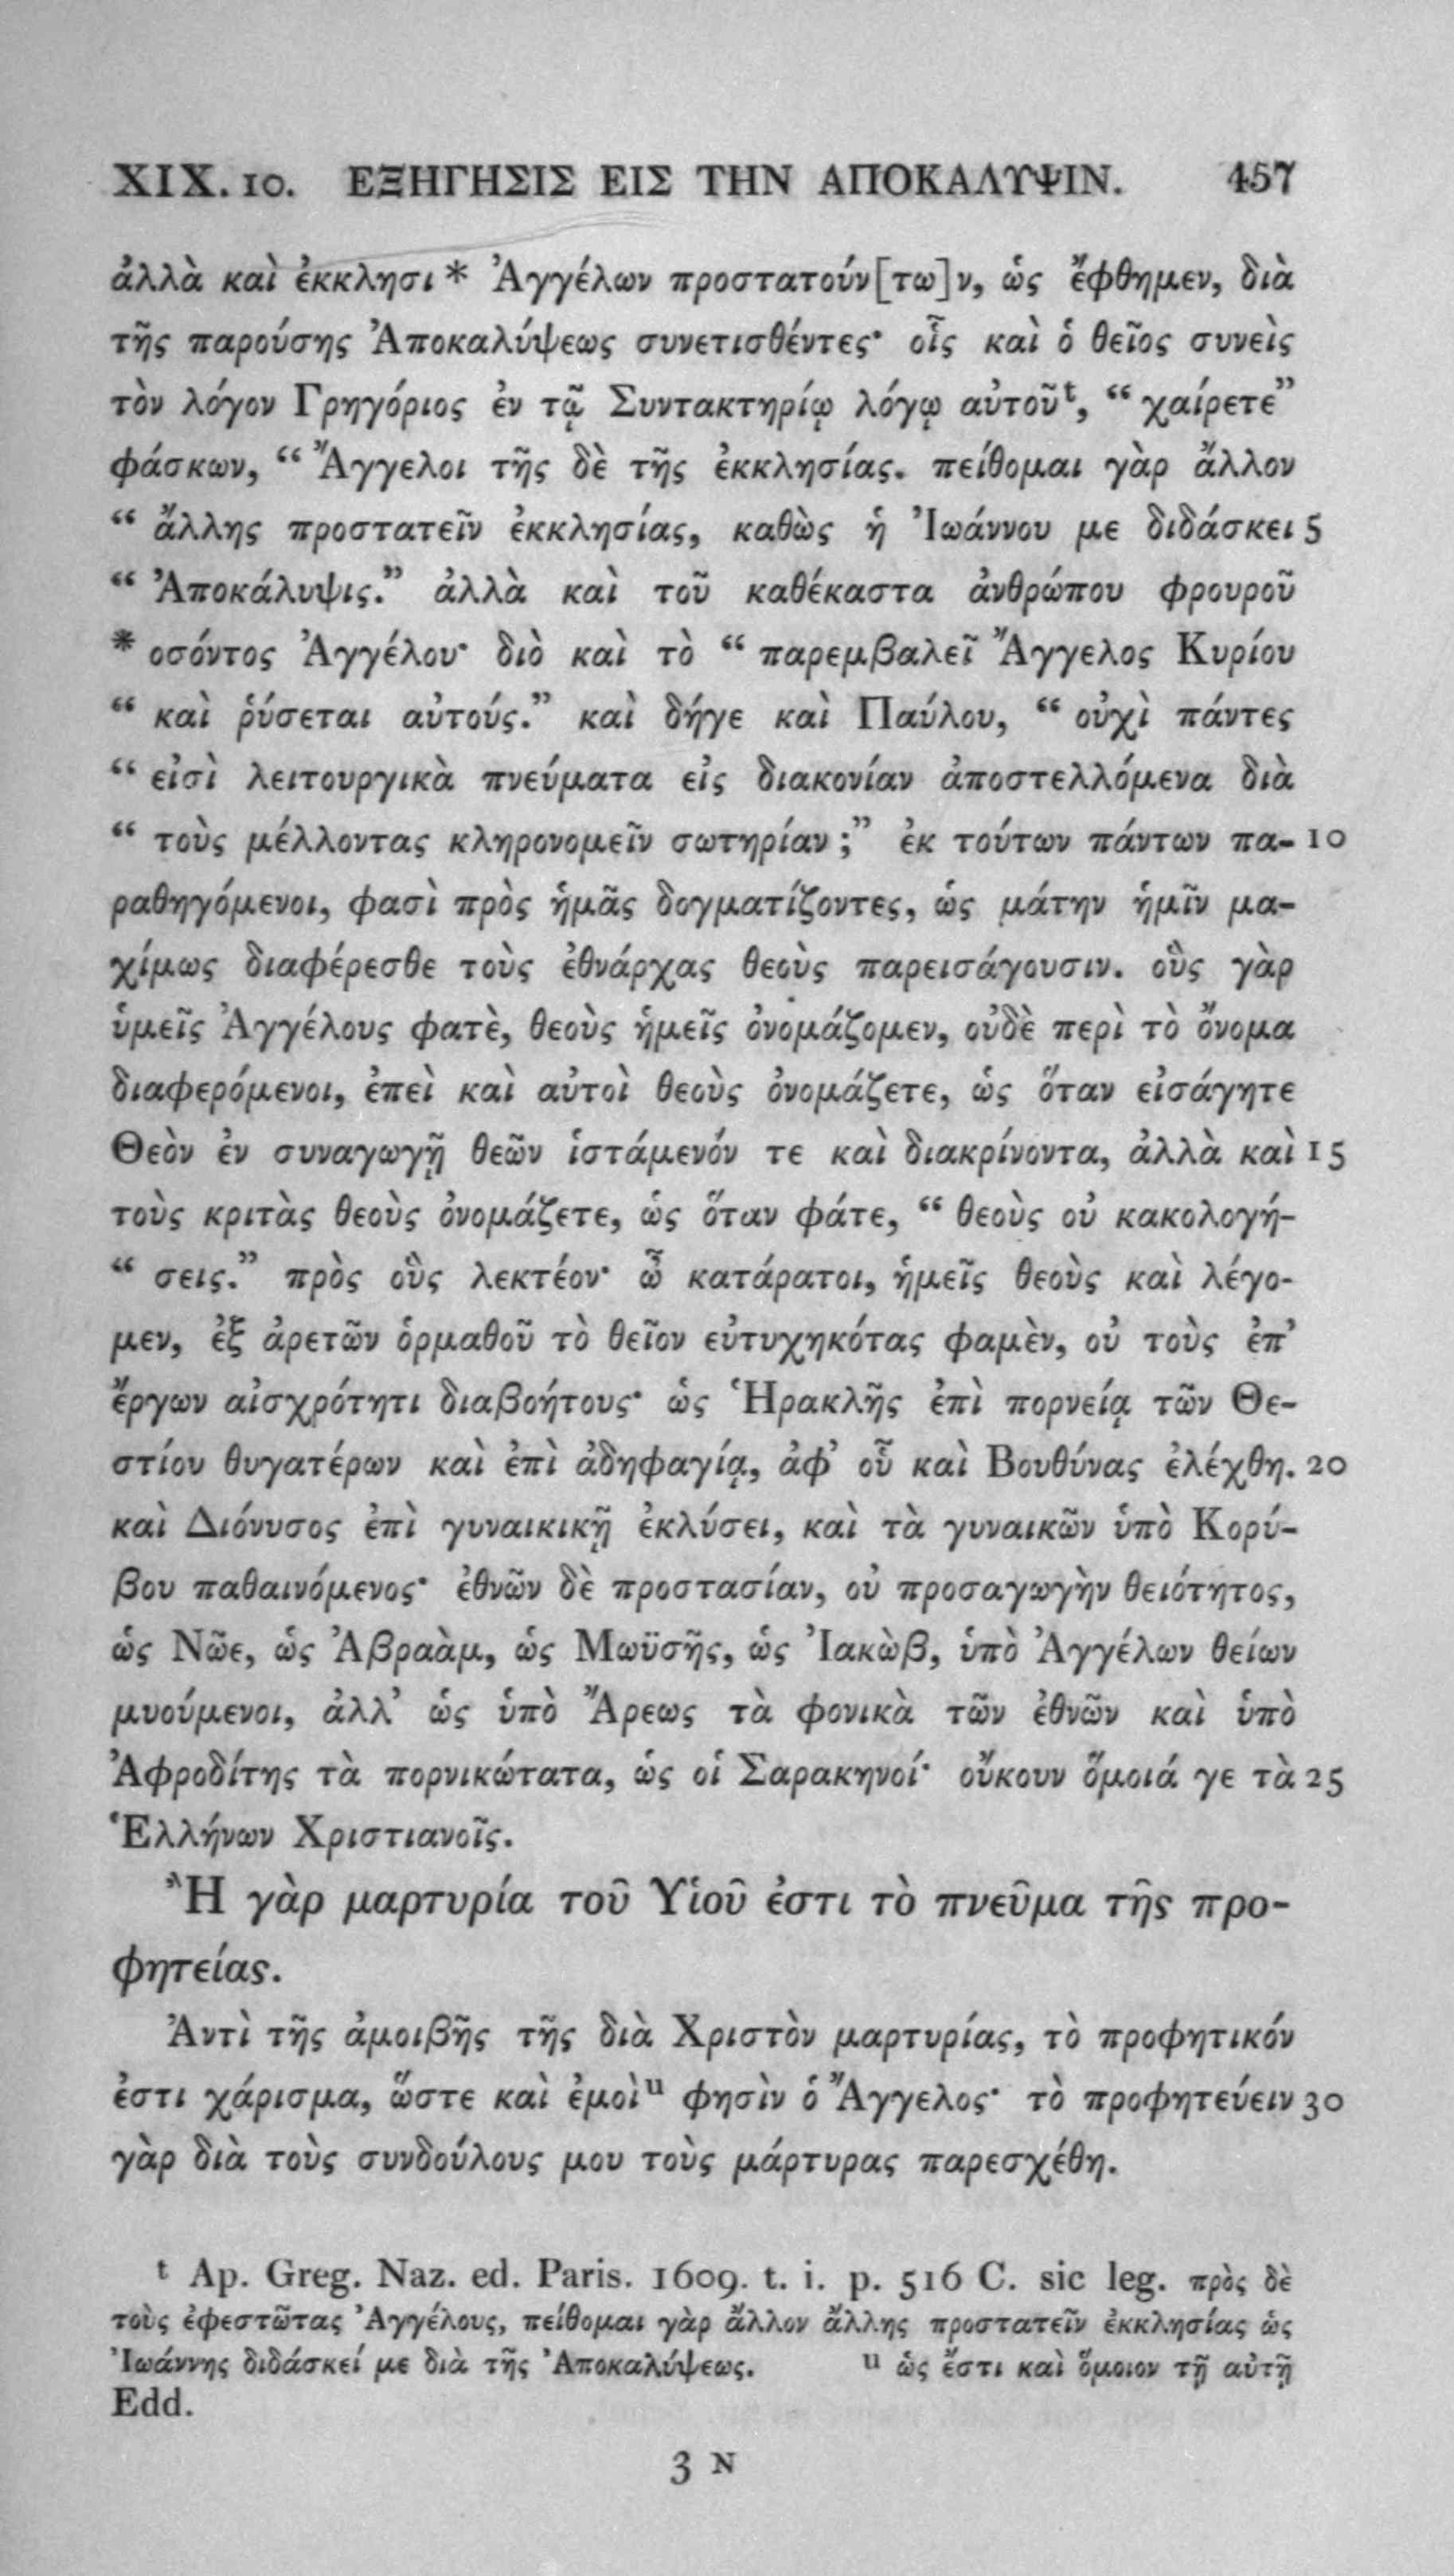 XIX. 10. ΕΞΗΓΗΣΙΣ ΕΙΣ ΤΗΝ ΑΠΟΚΑΛΥΨΙΝ. 457
ἀλλὰ καὶ ἐκκλησι * Ἀγγέλων προστατούν[τω]ν, ὡς ἔφθημεν, διὰ
τῆς παρούσης Ἀποκαλύψεως συνετισθέντες· οἷς καὶ ὁ θεῖος συνεὶς
τὸν λόγον Γρηγόριος ἐν τῷ Συντακτηρίῳ λόγῳ αὐτοῦ t, “ χαίρετε”
φάσκων, “ Ἄγγελοι τῆς δὲ τῆς ἐκκλησίας. πείθομαι γὰρ ἄλλον
“ ἄλλης προστατεῖν ἐκκλησίας, καθὼς ἡ Ἰωάννου με διδάσκει 5
“ Ἀποκάλυψις.” ἀλλὰ καὶ τοῦ καθέκαστα ἀνθρώπου φρουροῦ
* οσόντος Ἀγγέλου· διὸ καὶ τὸ “ παρεμβαλεῖ Ἄγγελος Κυρίου
“ καὶ ῥύσεται αὐτούς.” καὶ δήγε καὶ Παύλου, “ οὐχὶ πάντες
“ εἰσὶ λειτουργικὰ πνεύματα εἰς διακονίαν ἀποστελλόμενα διὰ
“ τοὺς μέλλοντας κληρονομεῖν σωτηρίαν ;” ἐκ τούτων πάντων πα- 10
ραθηγόμενοι, φασὶ πρὸς ἡμᾶς δογματίζοντες, ὡς μάτην ἡμῖν μα-
χίμως διαφέρεσθε τοὺς ἐθνάρχας θεοὺς παρεισάγουσιν. οὓς γὰρ
ὑμεῖς Ἀγγέλους φατὲ, θεοὺς ἡμεῖς ὀνομάζομεν, οὐδὲ περὶ τὸ ὄνομα
διαφερόμενοι, ἐπεὶ καὶ αὐτοὶ θεοὺς ὀνομάζετε, ὡς ὅταν εἰσάγητε
Θεὸν ἐν συναγωγῇ θεῶν ἱστάμενόν τε καὶ διακρίνοντα, ἀλλὰ καὶ 15
τοὺς κριτὰς θεοὺς ὀνομάζετε, ὡς ὅταν φάτε, “ θεοὺς οὐ κακολογή-
“ σεις.” πρὸς οὓς λεκτέον· ὦ κατάρατοι, ἡμεῖς θεοὺς καὶ λέγο-
μεν, ἐξ ἀρετῶν ὁρμαθοῦ τὸ θεῖον εὐτυχηκότας φαμὲν, οὐ τοὺς ἐπ’
ἔργων αἰσχρότητι διαβοήτους· ὡς Ἡρακλῆς ἐπὶ πορνείᾳ τῶν Θε-
στίου θυγατέρων καὶ ἐπὶ ἀδηφαγίᾳ, ἀφ’ οὗ καὶ Βουθύνας ἐλέχθη. 20
καὶ Διόνυσος ἐπὶ γυναικικῇ ἐκλύσει, καὶ τὰ γυναικῶν ὑπὸ Κορύ-
βου παθαινόμενος· ἐθνῶν δὲ προστασίαν, οὐ προσαγωγὴν θειότητος,
ὡς Νῶε, ὡς Ἀβραὰμ, ὡς Μωϋσῆς, ὡς Ἰακὼβ, ὑπὸ Ἀγγέλων θείων
μυούμενοι, ἀλλ’ ὡς ὑπὸ Ἄρεως τὰ φονικὰ τῶν ἐθνῶν καὶ ὑπὸ
Ἀφροδίτης τὰ πορνικώτατα, ὡς οἱ Σαρακηνοί· οὔκουν ὅμοιά γε τὰ 25
Ἑλλήνων Χριστιανοῖς.
Ἢ γὰρ μαρτυρία τοῦ Υἱοῦ ἐστι τὸ πνεῦμα τῆς προ-
φητείας.
Ἀντὶ τῆς ἀμοιβῆς τῆς διὰ Χριστὸν μαρτυρίας, τὸ προφητικόν
ἐστι χάρισμα, ὥστε καὶ ἐμοὶ u φησὶν ὁ Ἄγγελος· τὸ προφητεύειν 30
γὰρ διὰ τοὺς συνδούλους μου τοὺς μάρτυρας παρεσχέθη.
t Ap. Greg. Naz. ed. Paris. 1609. t. i. p. 516 C. sic leg. πρὸς δὲ
τοὺς ἐφεστῶτας Ἀγγέλους, πείθομαι γὰρ ἄλλον ἄλλης προστατεῖν ἐκκλησίας ὡς
Ἰωάννης διδάσκεί με διὰ τῆς Ἀποκαλύψεως. u ὡς ἔστι καὶ ὅμοιον τῇ αὐτῇ
Edd.
3 N